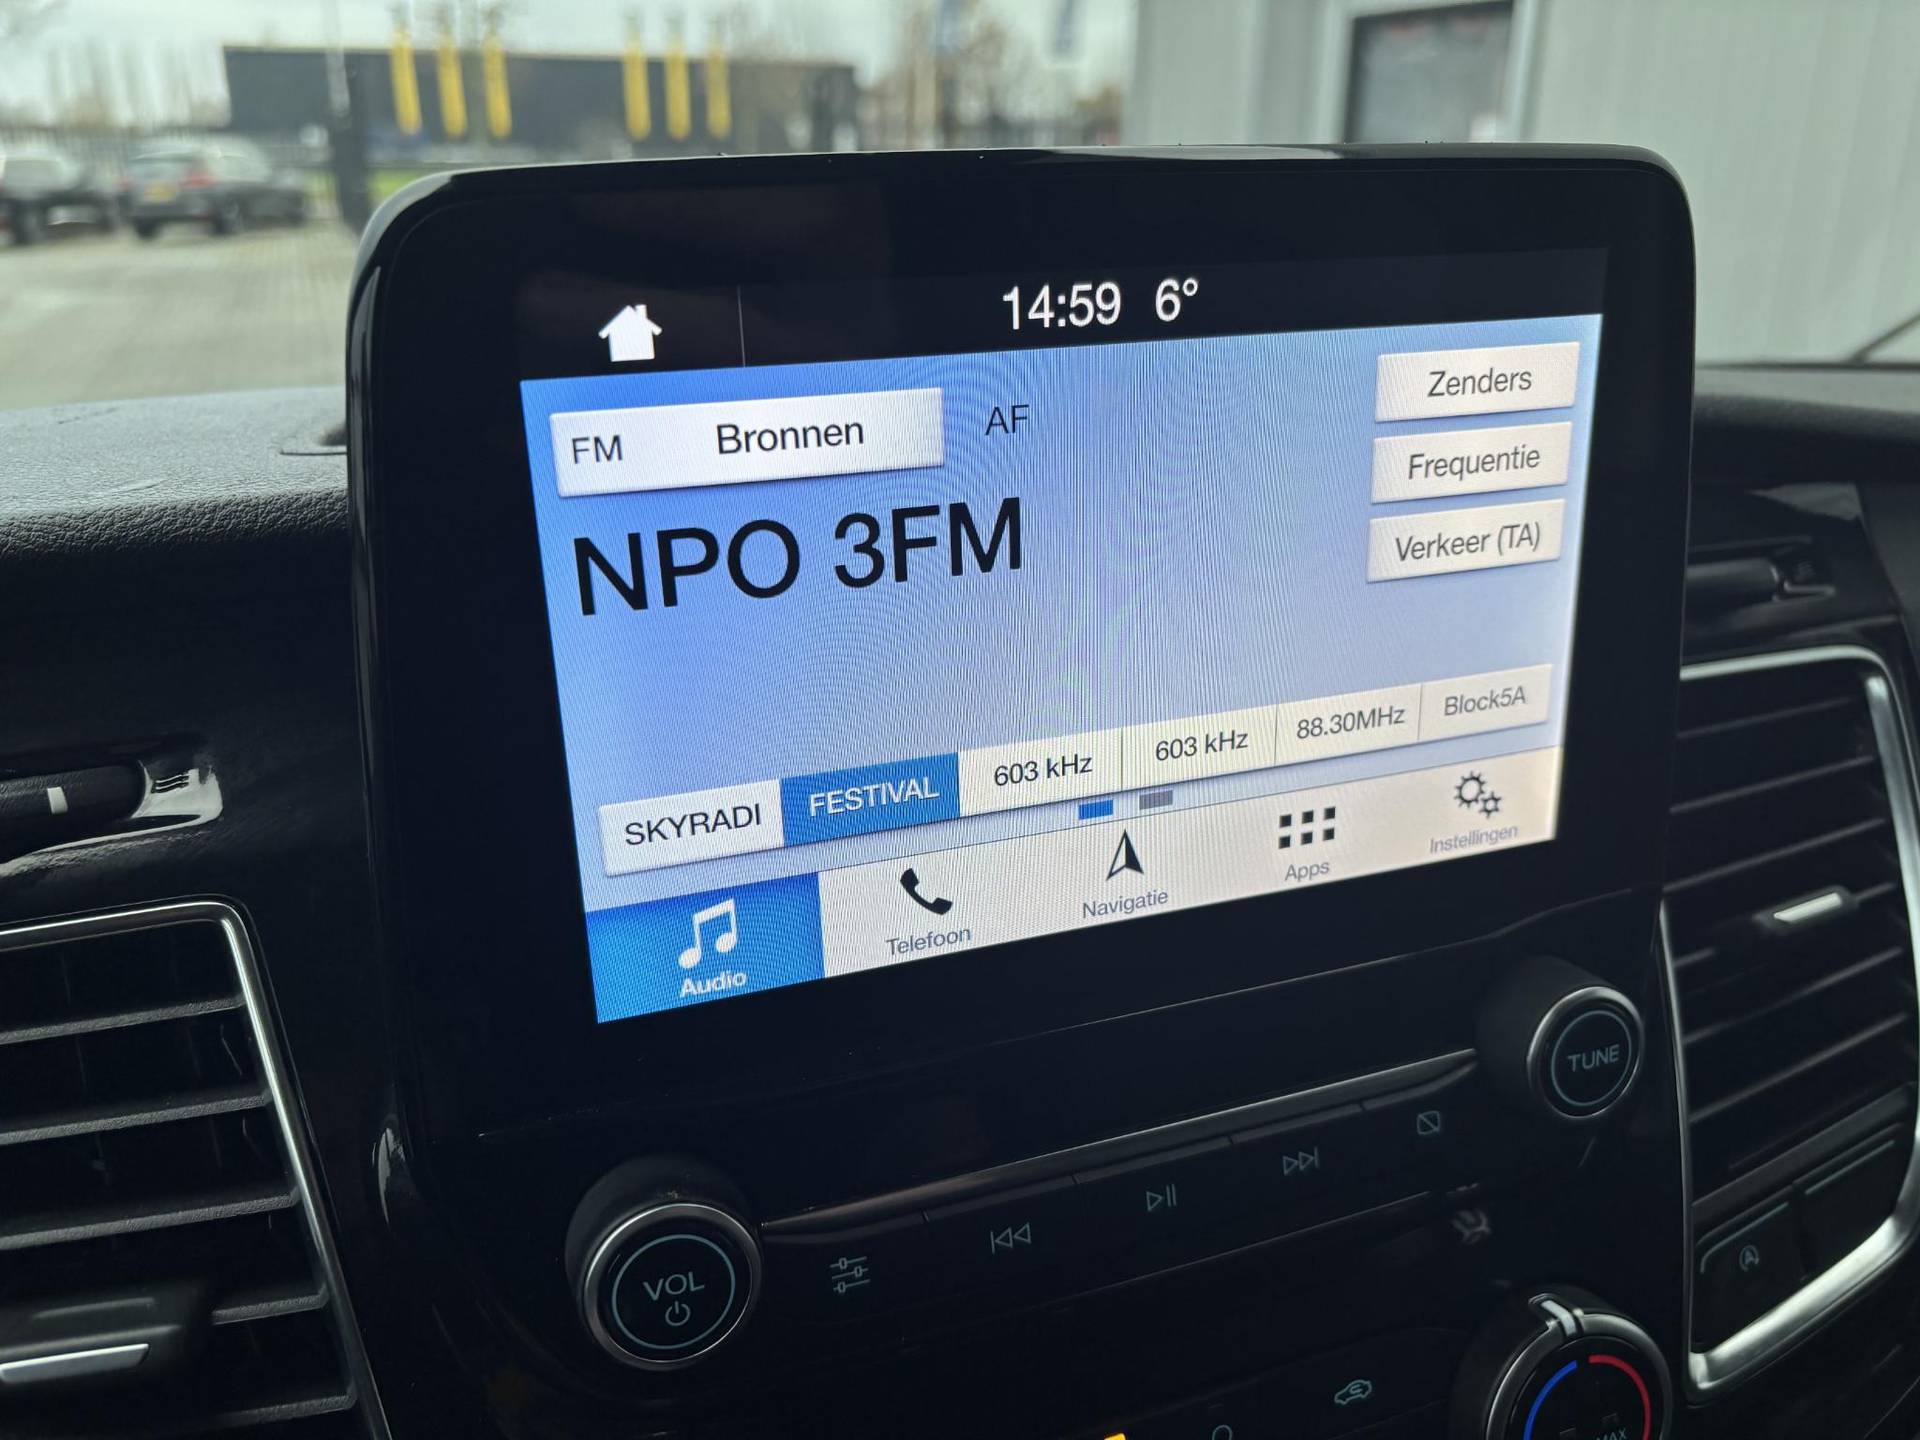 14:59 6°
FM Bronnen AF
Zenders
NPO 3FM
Frequentie
Verkeer (TA)
SKYRADI FESTIVAL 603 kHz 603 kHz 88.30MHz Block5A
Audio Telefoon Navigatie Apps Instellingen
TUNE
VOL
A
MAX